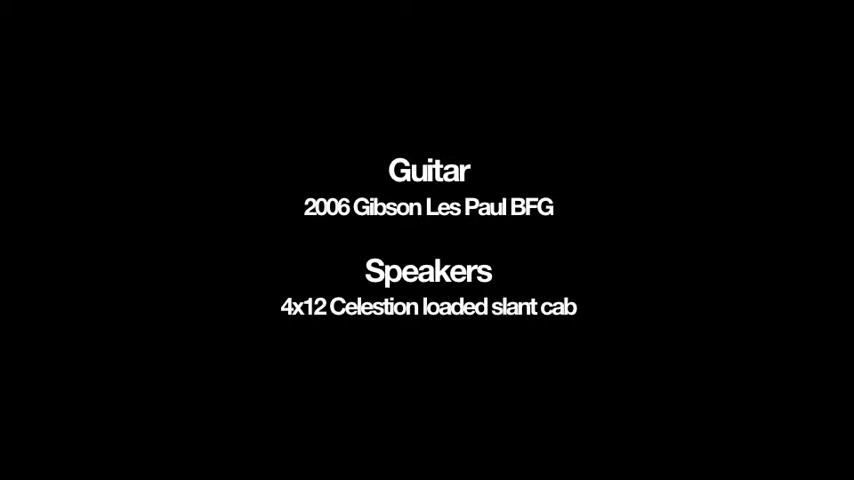 Guitar
2006 Gibson Les Paul BFG
Speakers
4x12 Celestion loaded slant cab